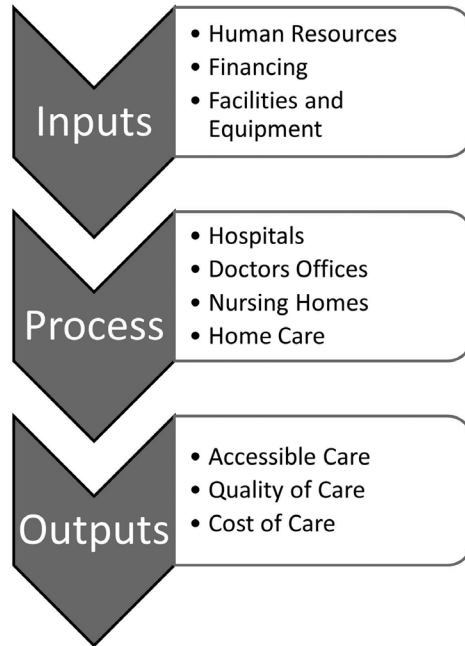 Inputs
• Human Resources
• Financing
• Facilities and
Equipment
Process
• Hospitals
• Doctors Offices
• Nursing Homes
• Home Care
Outputs
• Accessible Care
• Quality of Care
• Cost of Care